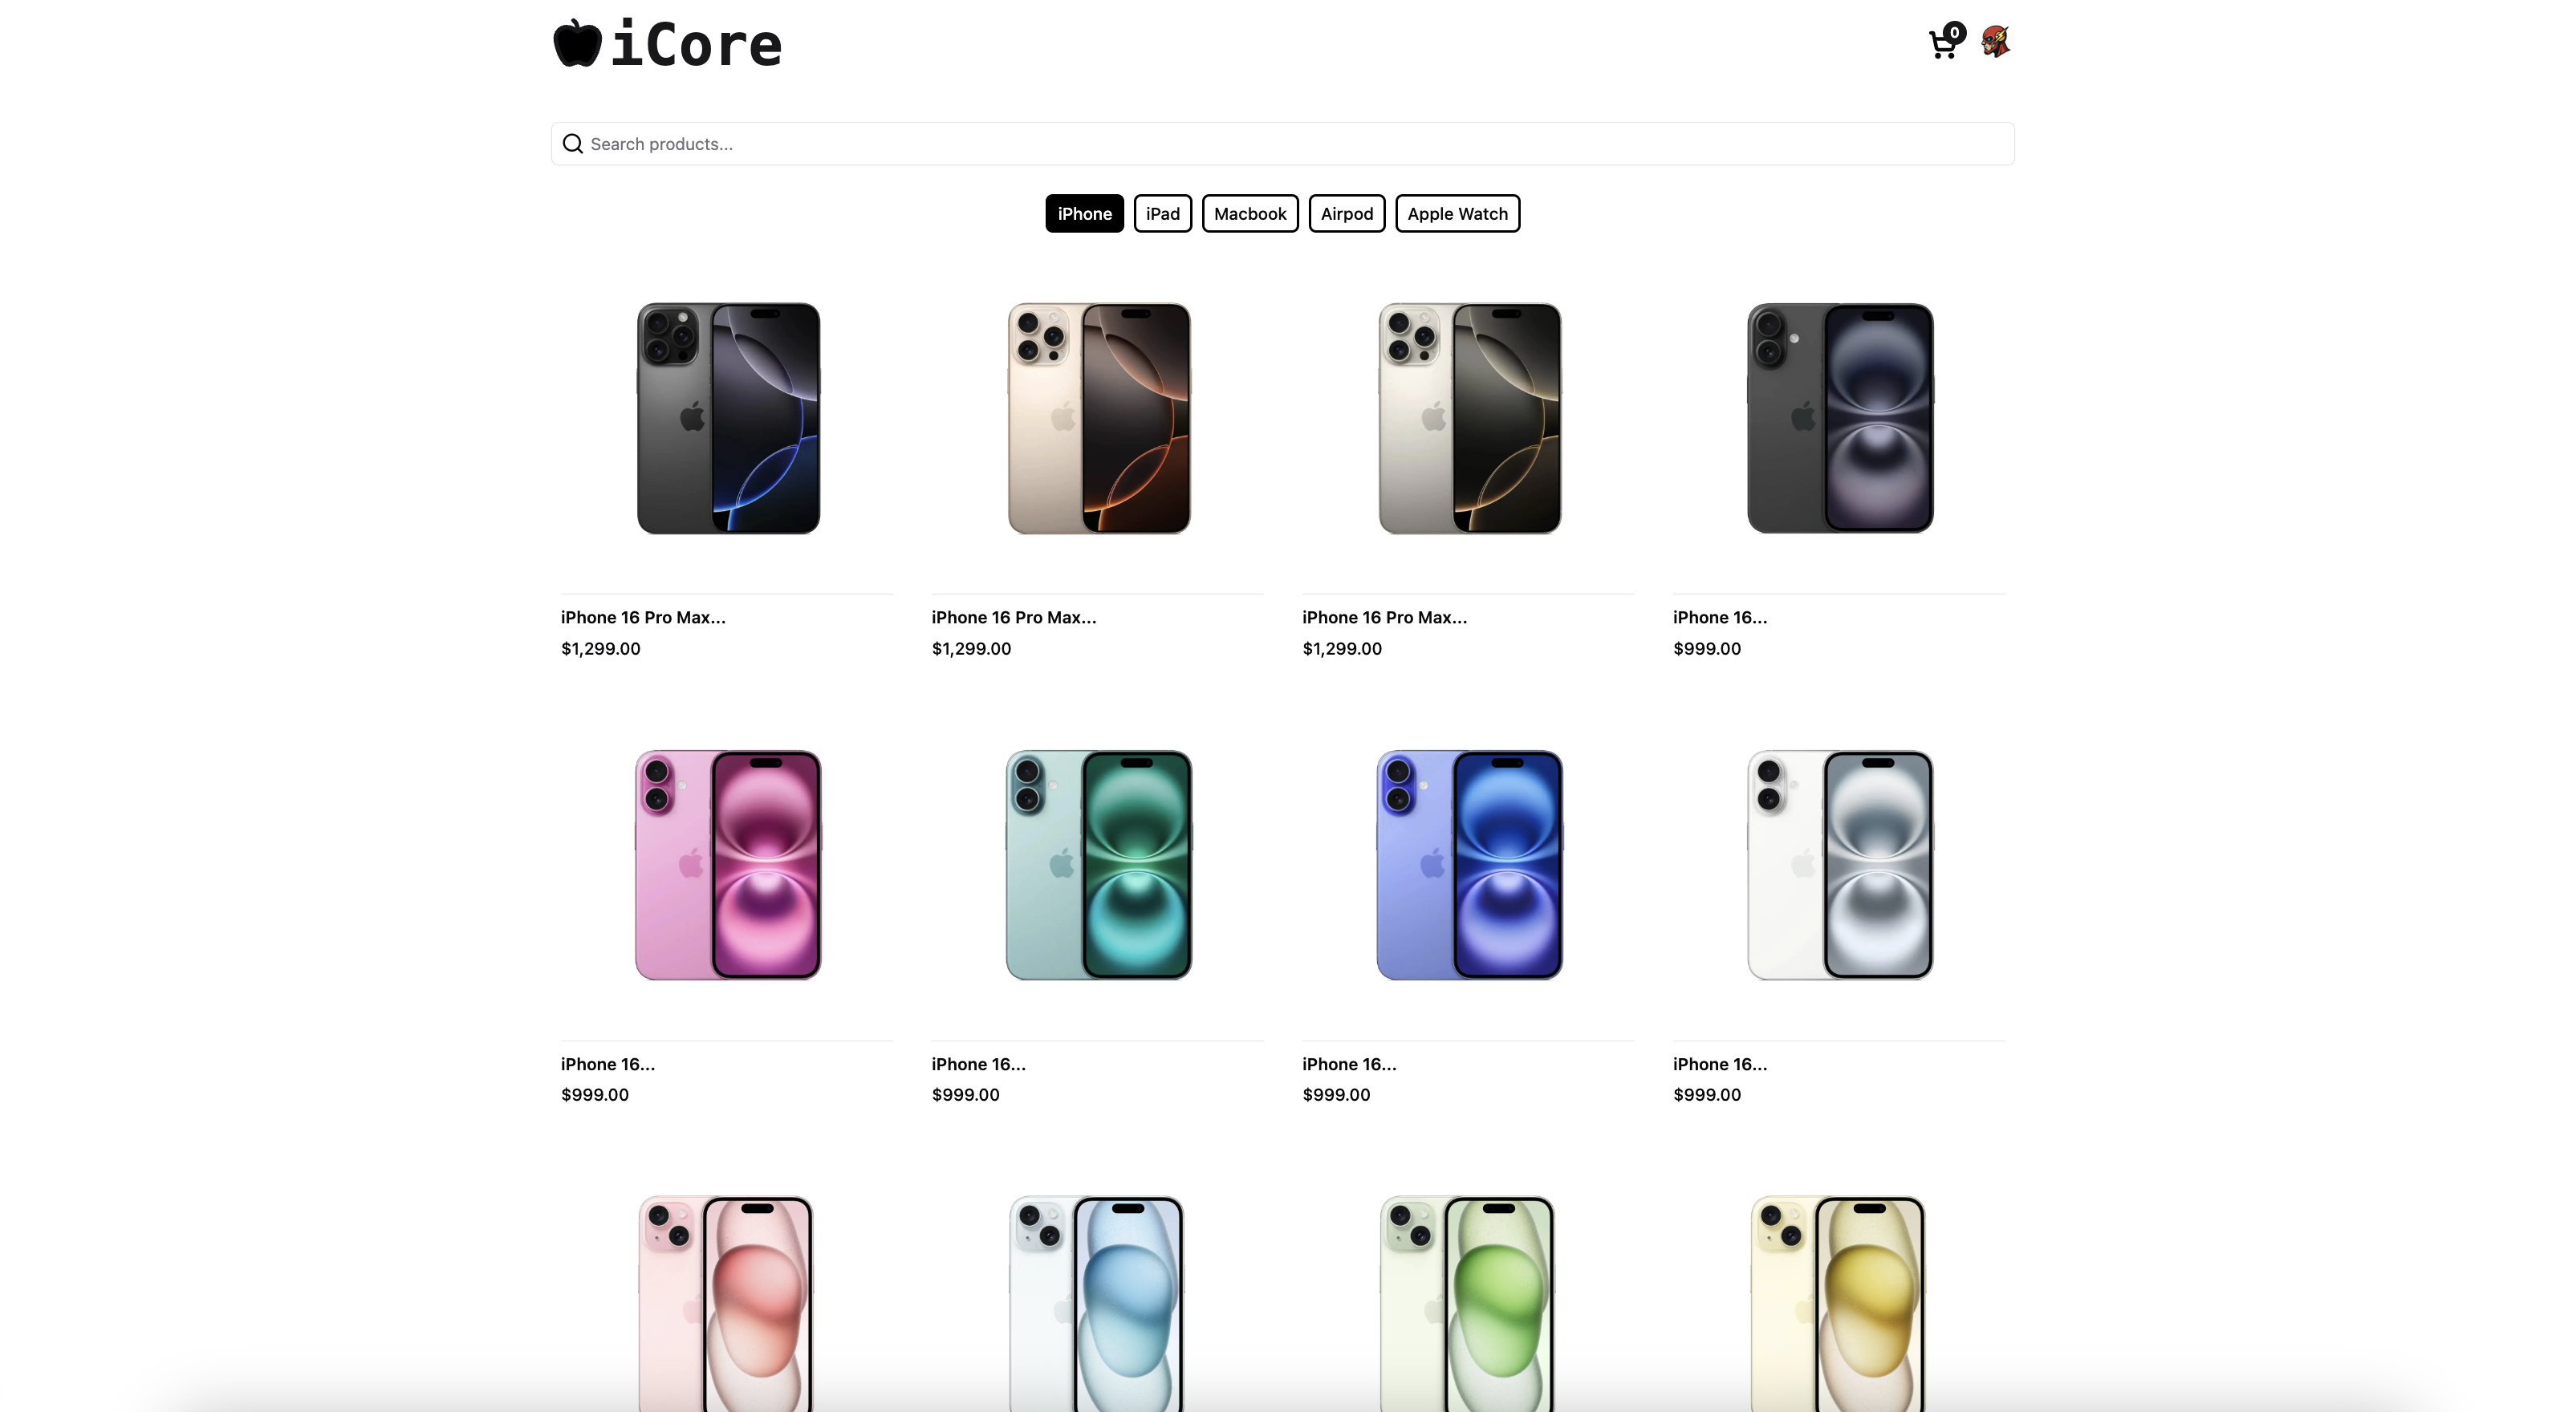 iCore
0
Search products...
iPhone iPad Macbook Airpod Apple Watch
iPhone 16 Pro Max... iPhone 16 Pro Max... iPhone 16 Pro Max... iPhone 16...
$1,299.00 $1,299.00 $1,299.00 $999.00
iPhone 16... iPhone 16... iPhone 16... iPhone 16...
$999.00 $999.00 $999.00 $999.00